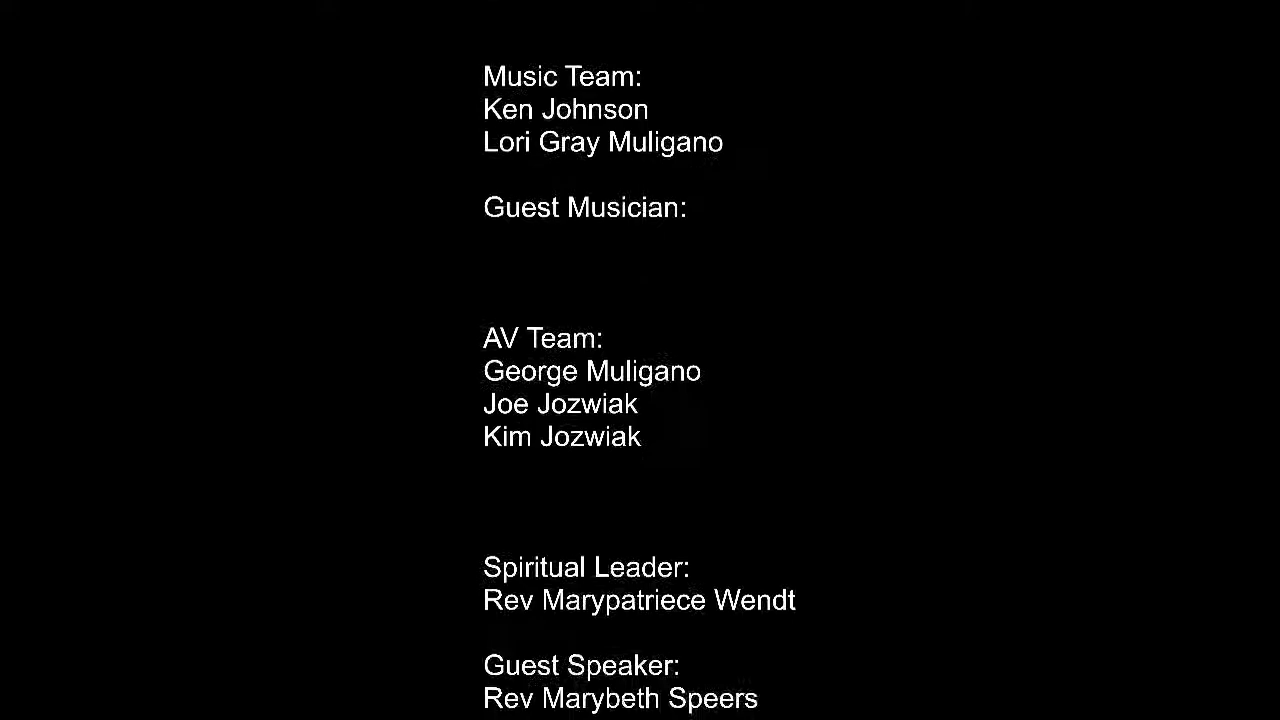 Music Team:
Ken Johnson
Lori Gray Muligano
Guest Musician:
AV Team:
George Muligano
Joe Jozwiak
Kim Jozwiak
Spiritual Leader:
Rev Marypatriece Wendt
Guest Speaker:
Rev Marybeth Speers